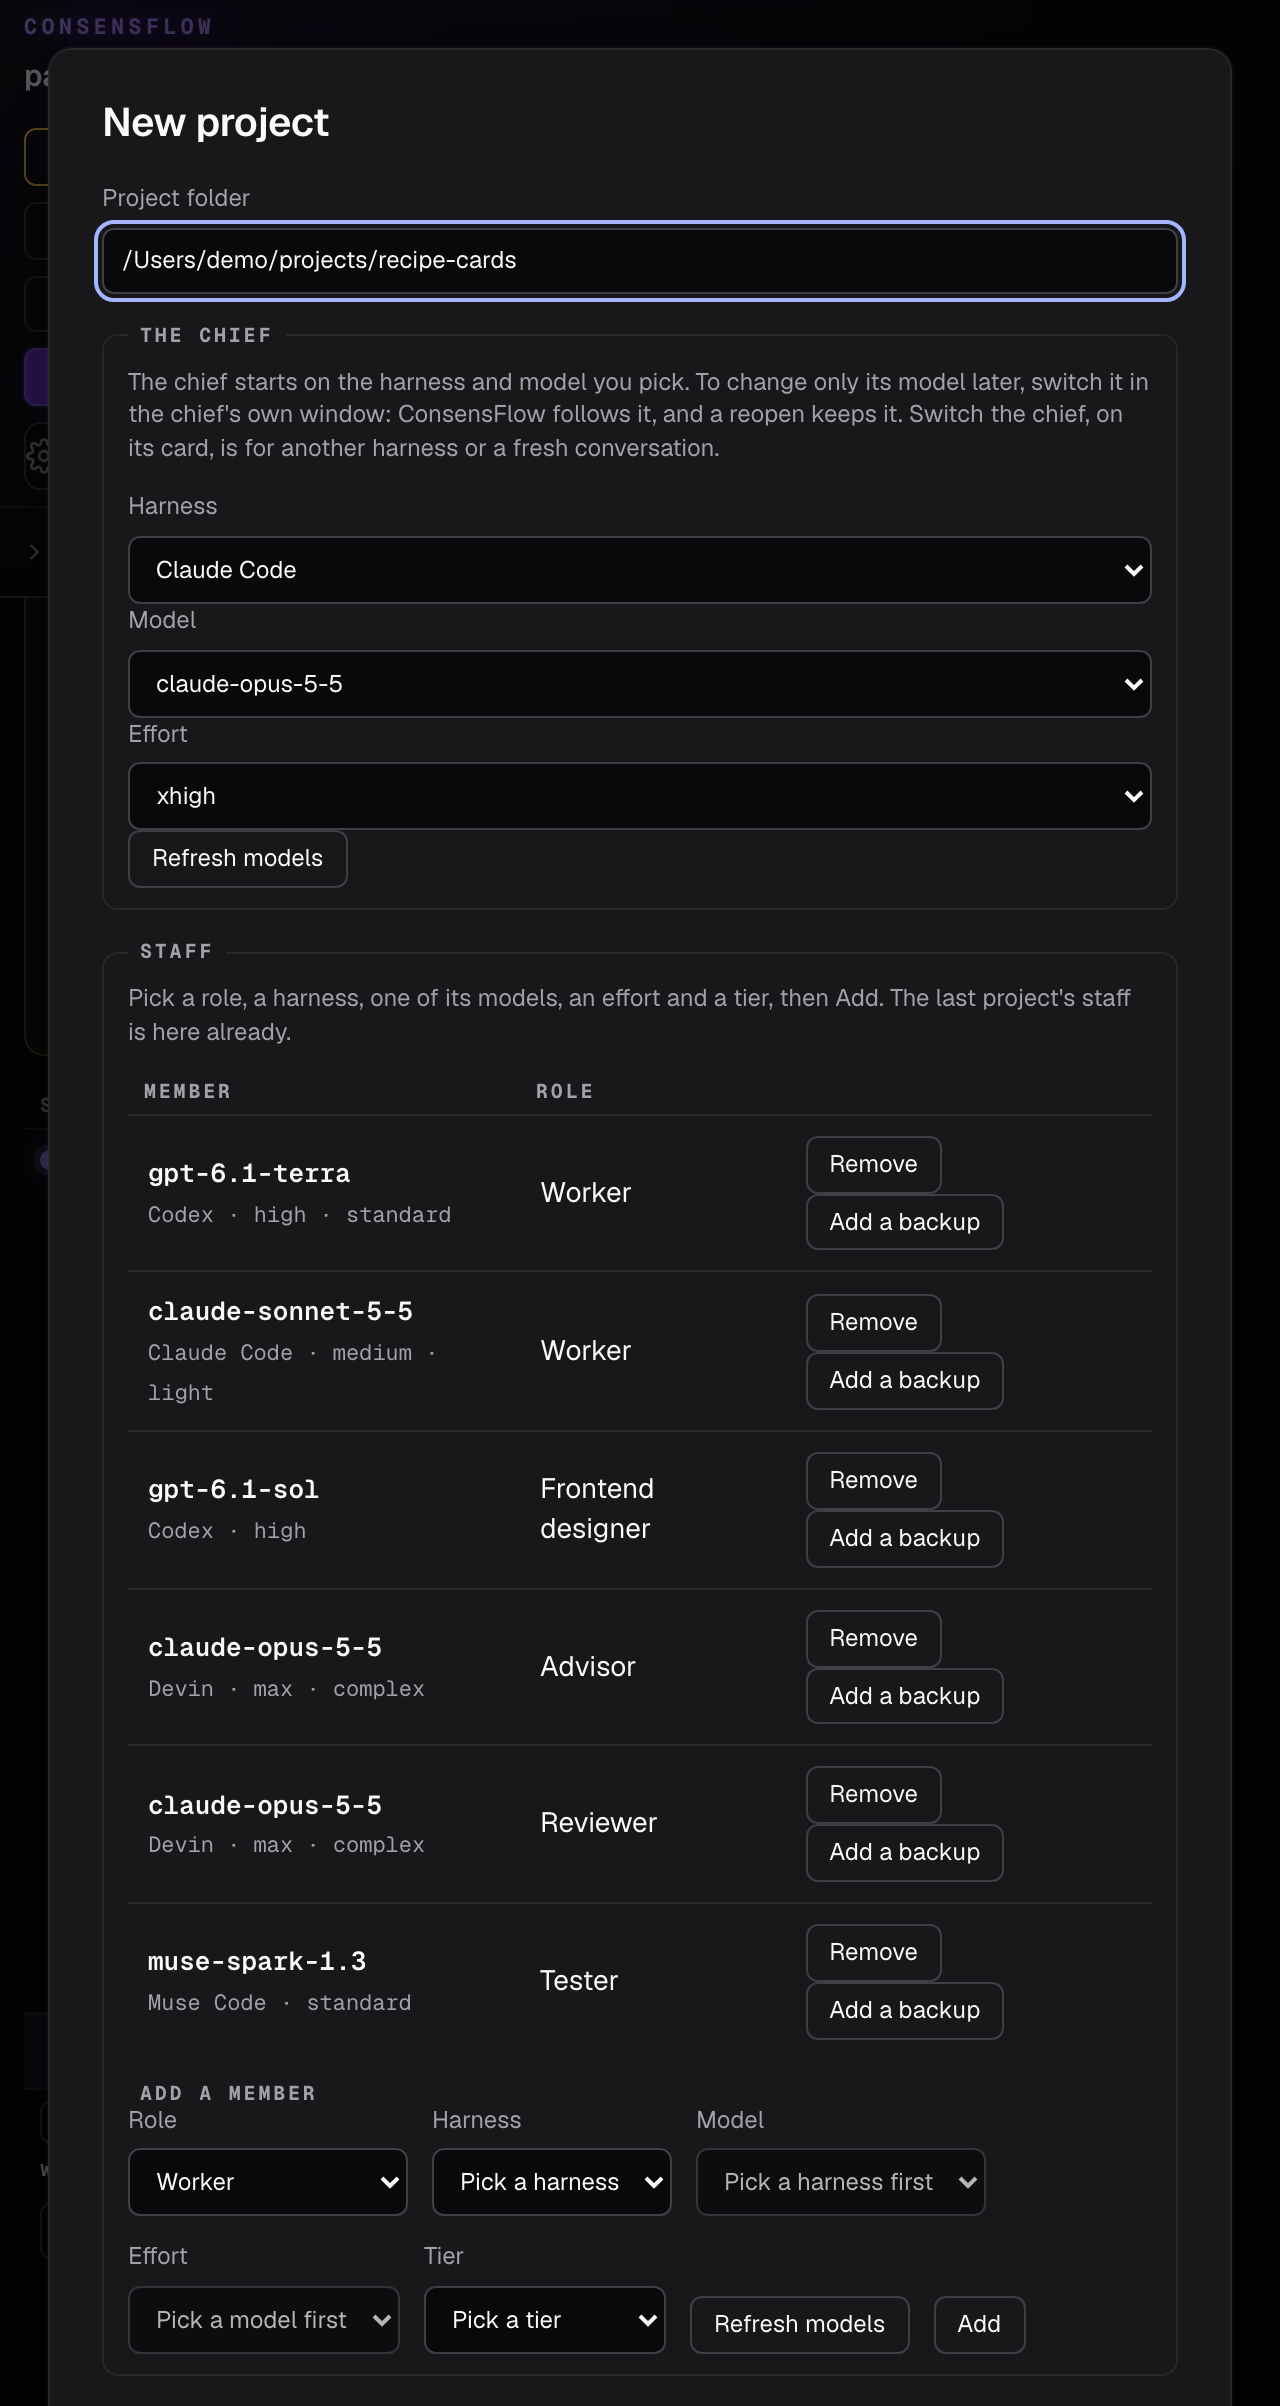 CONSENSFLOW
pa
New project
Project folder
/Users/demo/projects/recipe-cards
THE CHIEF
The chief starts on the harness and model you pick. To change only its model later, switch it in
the chief's own window: ConsensFlow follows it, and a reopen keeps it. Switch the chief, on
its card, is for another harness or a fresh conversation.
Harness
Claude Code
Model
claude-opus-5-5
Effort
xhigh
Refresh models
STAFF
Pick a role, a harness, one of its models, an effort and a tier, then Add. The last project's staff
is here already.
MEMBER ROLE
gpt-6.1-terra
Codex · high · standard
Worker
Remove
Add a backup
claude-sonnet-5-5
Claude Code · medium ·
light
Worker
Remove
Add a backup
gpt-6.1-sol
Codex · high
Frontend
designer
Remove
Add a backup
claude-opus-5-5
Devin · max · complex
Advisor
Remove
Add a backup
claude-opus-5-5
Devin · max · complex
Reviewer
Remove
Add a backup
muse-spark-1.3
Muse Code · standard
Tester
Remove
Add a backup
ADD A MEMBER
Role Harness Model
Worker Pick a harness Pick a harness first
Effort Tier
Pick a model first Pick a tier Refresh models Add